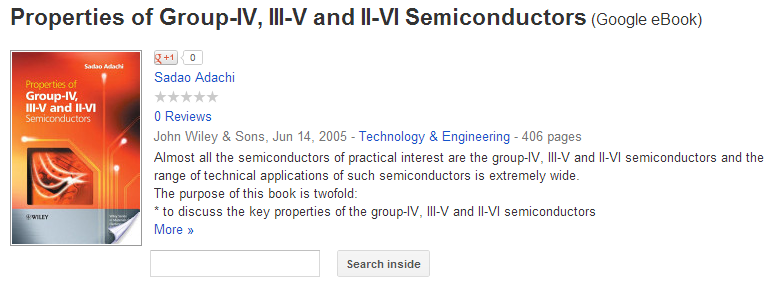 Properties of Group-IV, III-V and II-VI Semiconductors (Google eBook)
Sadao Adachi
Properties of
Group-IV,
III-V and II-VI
Semiconductors
WILEY
+1 0
Sadao Adachi
0 Reviews
John Wiley & Sons, Jun 14, 2005 - Technology & Engineering - 406 pages
Almost all the semiconductors of practical interest are the group-IV, III-V and II-VI semiconductors and the
range of technical applications of such semiconductors is extremely wide.
The purpose of this book is twofold:
* to discuss the key properties of the group-IV, III-V and II-VI semiconductors
More »
Search inside